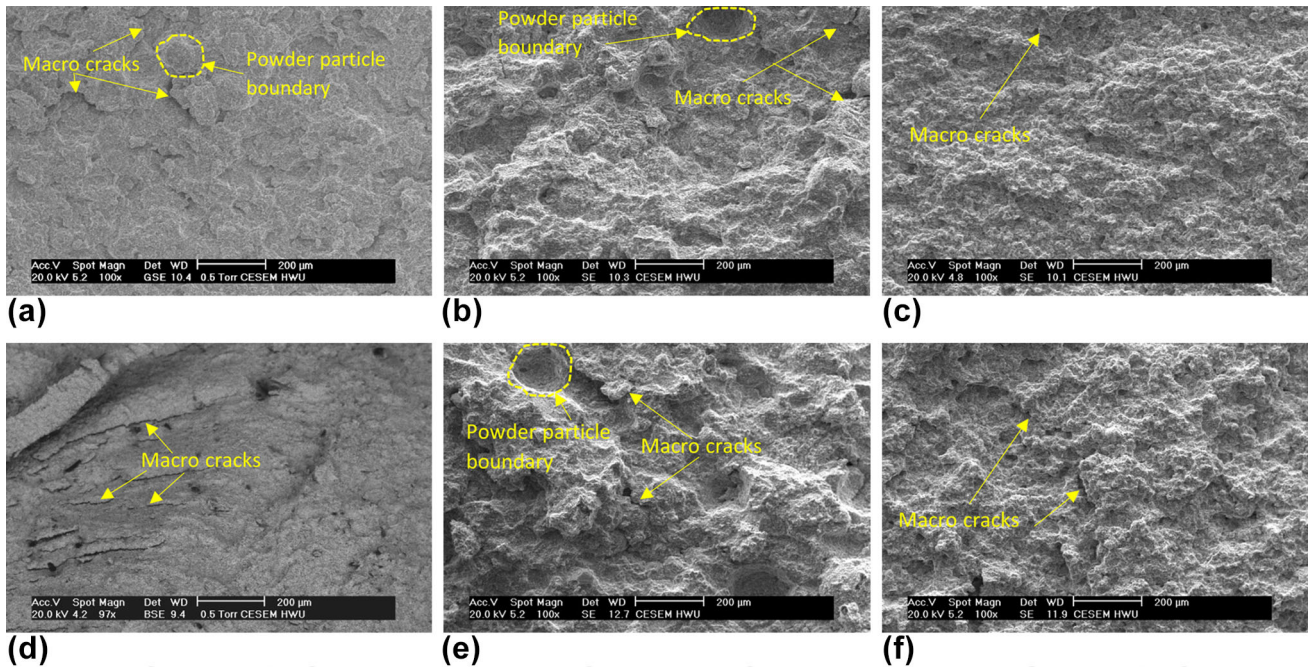 Macro cracks
Powder particle
boundary
Acc.V Spot Magn Det WD 200 µm
20.0 kV 5.2 100x GSE 10.4 0.5 Torr CESEM HWU
(a)
Powder particle
boundary
Macro cracks
Acc.V Spot Magn Det WD 200 µm
20.0 kV 5.2 100x SE 10.3 CESEM HWU
(b)
Macro cracks
Acc.V Spot Magn Det WD 200 µm
20.0 kV 4.8 100x SE 10.1 CESEM HWU
(c)
Macro cracks
Acc.V Spot Magn Det WD 200 µm
20.0 kV 4.2 97x BSE 9.4 0.5 Torr CESEM HWU
(d)
Powder particle
boundary
Macro cracks
Acc.V Spot Magn Det WD 200 µm
20.0 kV 5.2 100x SE 12.7 CESEM HWU
(e)
Macro cracks
Acc.V Spot Magn Det WD 200 µm
20.0 kV 5.2 100x SE 11.9 CESEM HWU
(f)